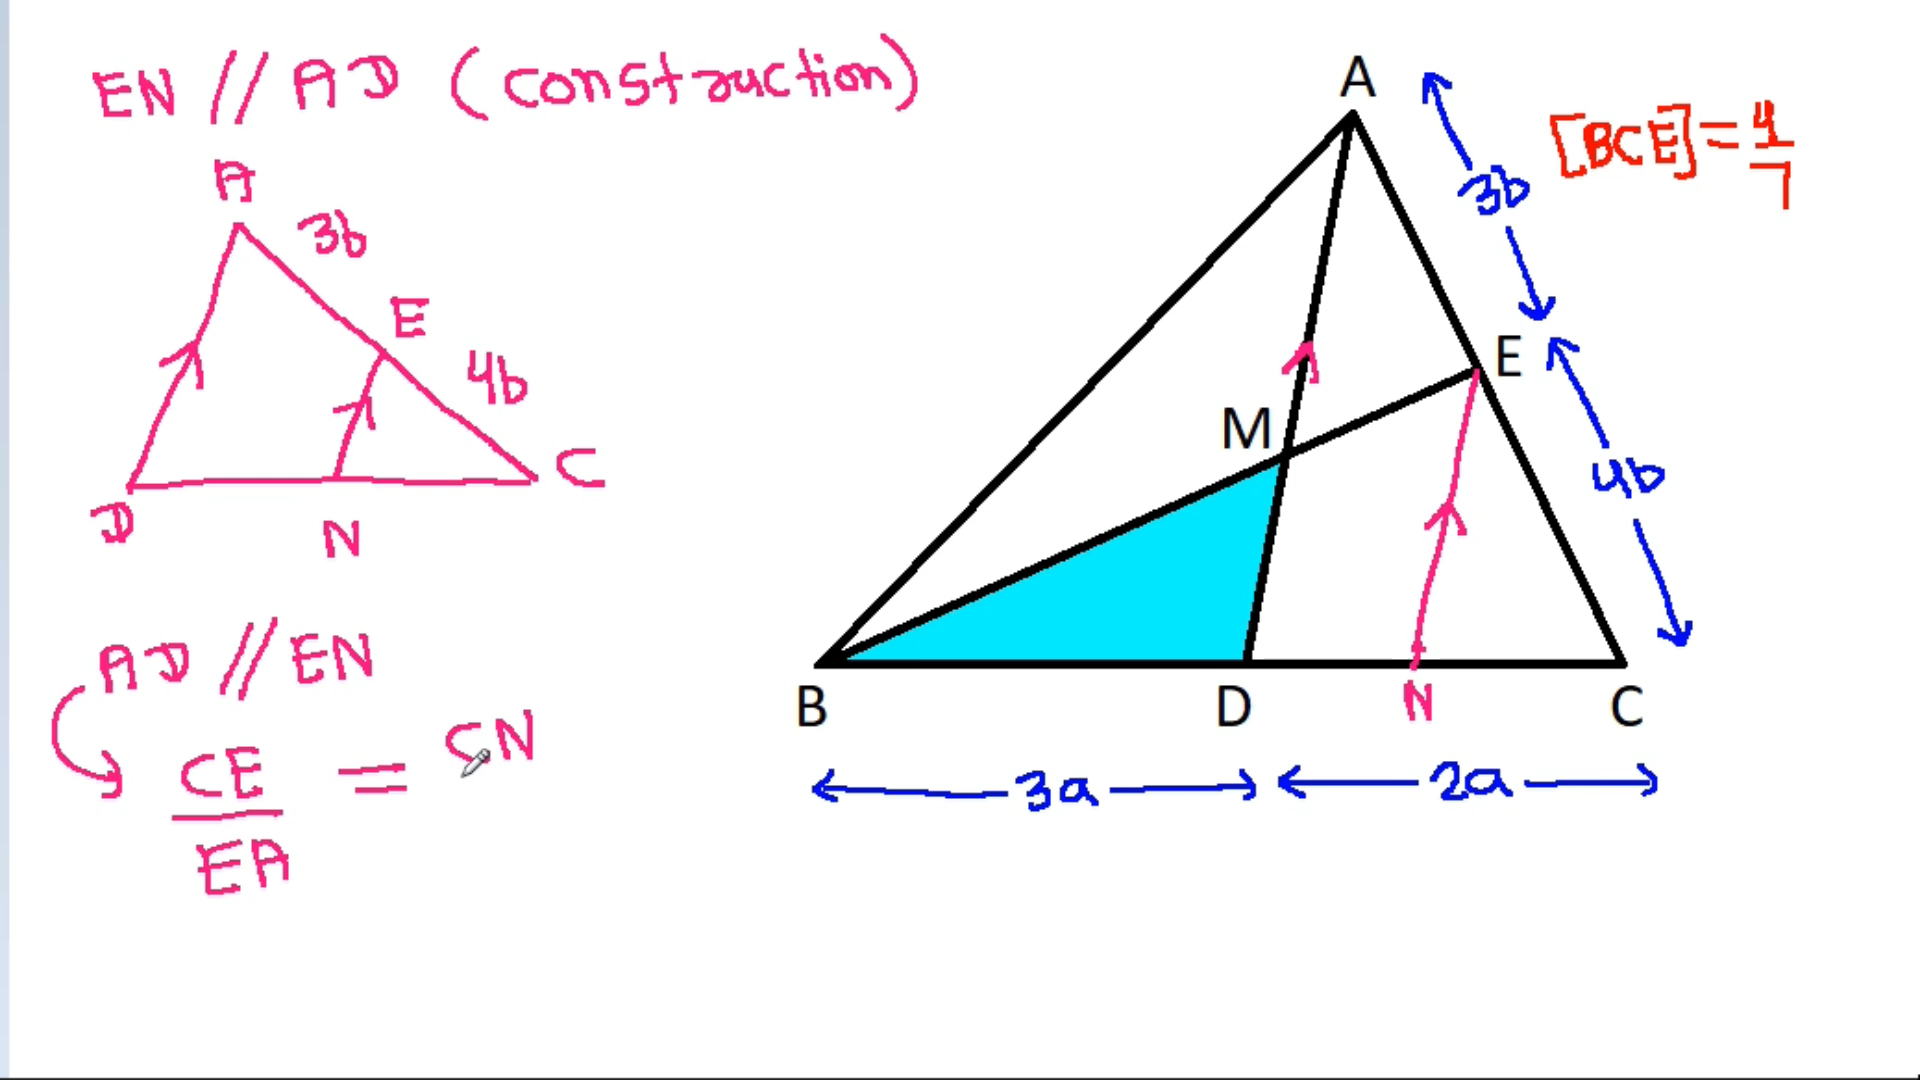 EN // AD (construction)
A
3b
E
4b
C
D
N
AD // EN
CE/EA = CN
A
[BCE] = 4/7
3b
E
M
4b
B
D
N
C
3a
2a